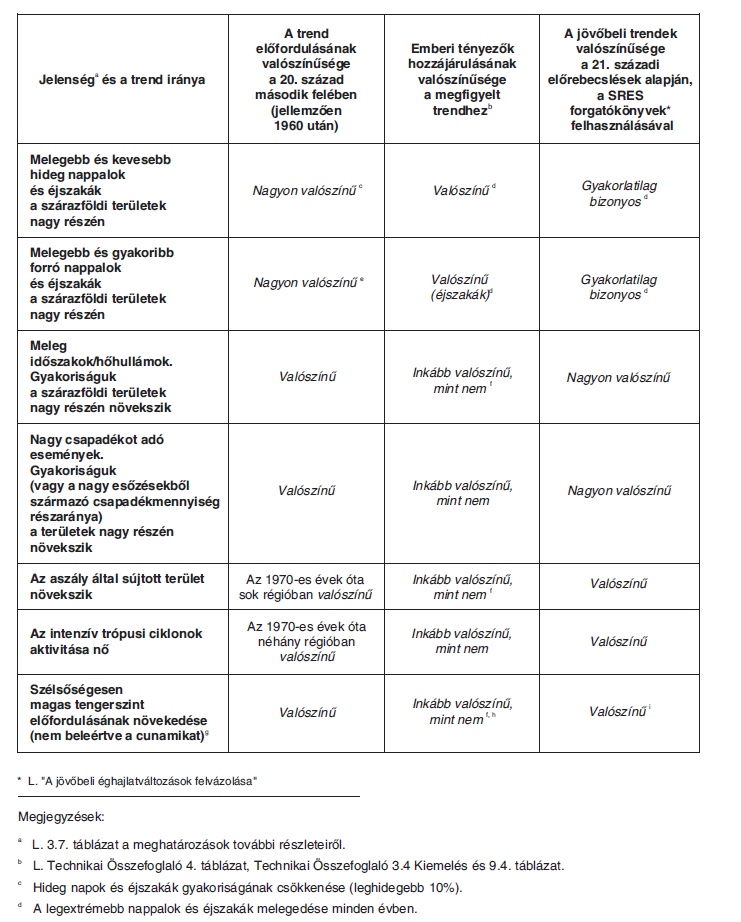 Jelenségᵃ és a trend iránya
A trend
előfordulásának
valószínűsége
a 20. század
második felében
(jellemzően
1960 után)
Emberi tényezők
hozzájárulásának
valószínűsége
a megfigyelt
trendhezᵇ
A jövőbeli trendek
valószínűsége
a 21. századi
előrebecslések alapján,
a SRES
forgatókönyvek*
felhasználásával
Melegebb és kevesebb
hideg nappalok
és éjszakák
a szárazföldi területek
nagy részén
Nagyon valószínű ᶜ
Valószínű ᵈ
Gyakorlatilag
bizonyos ᵈ
Melegebb és gyakoribb
forró nappalok
és éjszakák
a szárazföldi területek
nagy részén
Nagyon valószínű ᵉ
Valószínű
(éjszakák)ᵈ
Gyakorlatilag
bizonyos ᵈ
Meleg
időszakok/hőhullámok.
Gyakoriságuk
a szárazföldi területek
nagy részén növekszik
Valószínű
Inkább valószínű,
mint nem ᶠ
Nagyon valószínű
Nagy csapadékot adó
események.
Gyakoriságuk
(vagy a nagy esőzésekből
származó csapadékmennyiség
részaránya)
a területek nagy részén
növekszik
Valószínű
Inkább valószínű,
mint nem
Nagyon valószínű
Az aszály által sújtott terület
növekszik
Az 1970-es évek óta
sok régióban valószínű
Inkább valószínű,
mint nem ᶠ
Valószínű
Az intenzív trópusi ciklonok
aktivitása nő
Az 1970-es évek óta
néhány régióban
valószínű
Inkább valószínű,
mint nem
Valószínű
Szélsőségesen
magas tengerszint
előfordulásának növekedése
(nem beleértve a cunamikat)ᵍ
Valószínű
Inkább valószínű,
mint nem ᶠ, ʰ
Valószínű ⁱ
* L. "A jövőbeli éghajlatváltozások felvázolása"
Megjegyzések:
ᵃ L. 3.7. táblázat a meghatározások további részleteiről.
ᵇ L. Technikai Összefoglaló 4. táblázat, Technikai Összefoglaló 3.4 Kiemelés és 9.4. táblázat.
ᶜ Hideg napok és éjszakák gyakoriságának csökkenése (leghidegebb 10%).
ᵈ A legextrémebb nappalok és éjszakák melegedése minden évben.